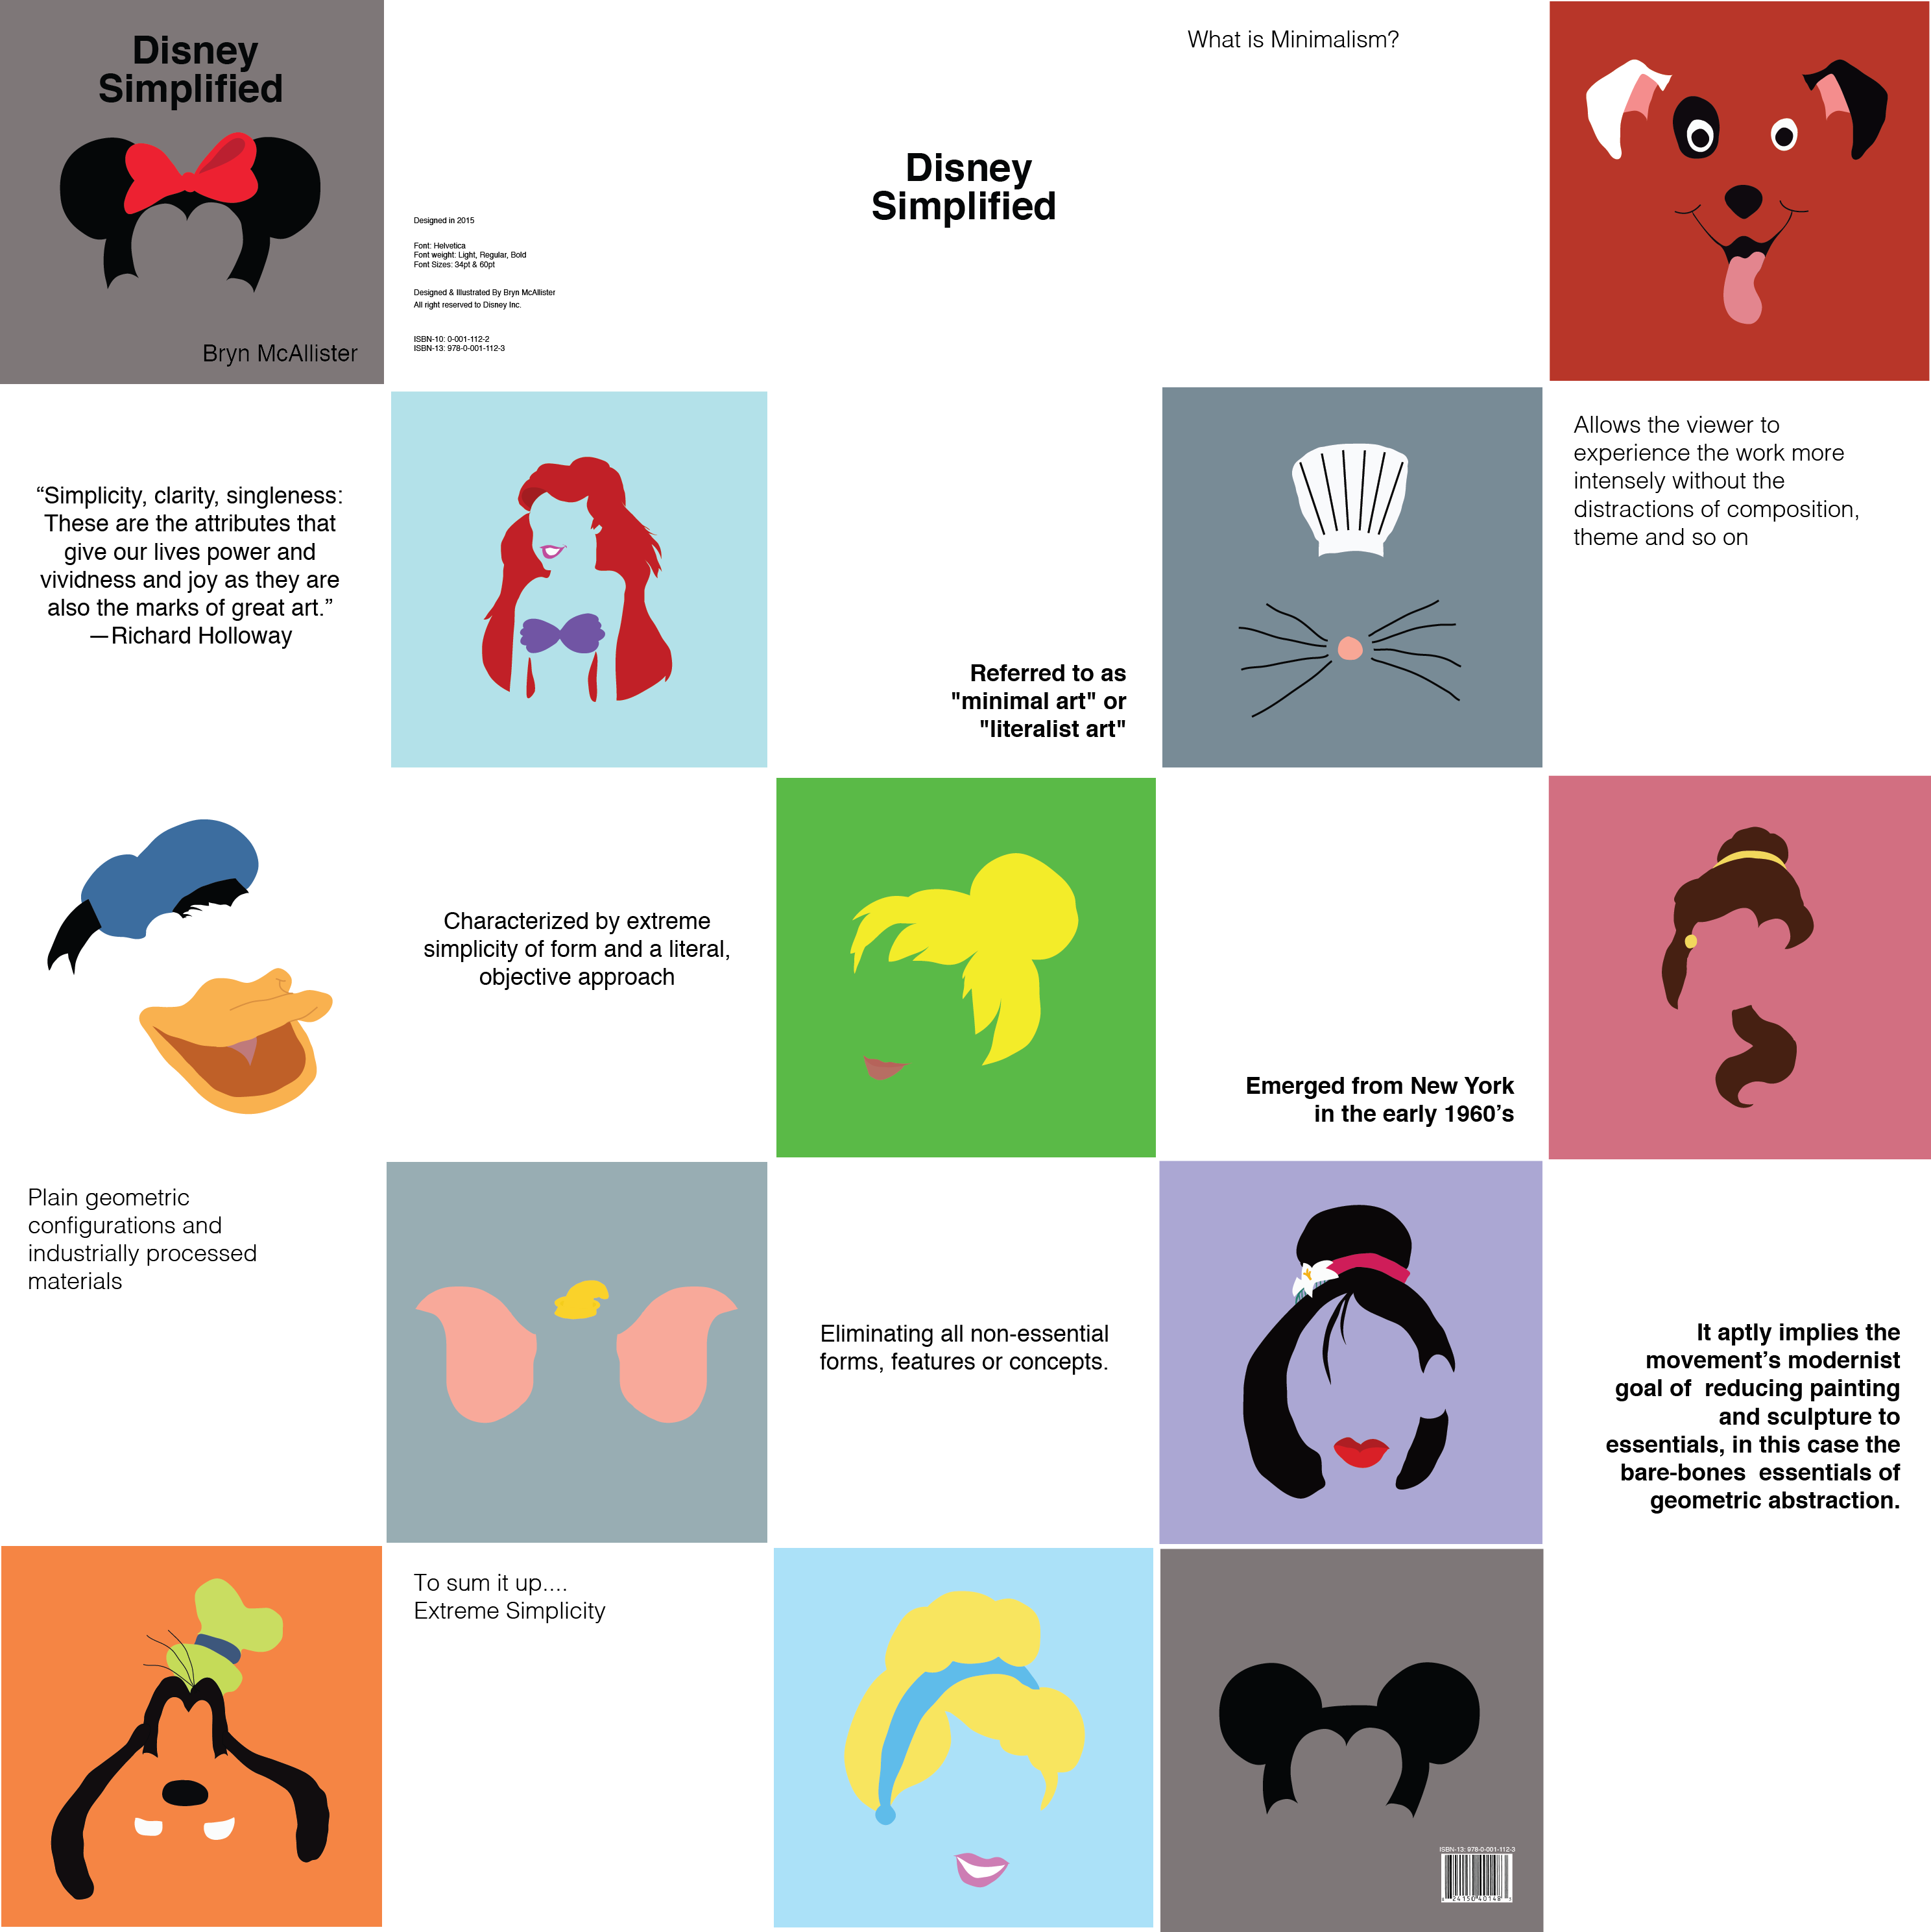 Disney
Simplified
Bryn McAllister
Designed in 2015
Font: Helvetica
Font weight: Light, Regular, Bold
Font Sizes: 34pt & 60pt
Designed & Illustrated By Bryn McAllister
All right reserved to Disney Inc.
ISBN-10: 0-001-112-2
ISBN-13: 978-0-001-112-3
Disney
Simplified
What is Minimalism?
“Simplicity, clarity, singleness:
These are the attributes that
give our lives power and
vividness and joy as they are
also the marks of great art.”
—Richard Holloway
Referred to as
"minimal art" or
"literalist art"
Allows the viewer to
experience the work more
intensely without the
distractions of composition,
theme and so on
Characterized by extreme
simplicity of form and a literal,
objective approach
Emerged from New York
in the early 1960’s
Plain geometric
configurations and
industrially processed
materials
Eliminating all non-essential
forms, features or concepts.
It aptly implies the
movement’s modernist
goal of  reducing painting
and sculpture to
essentials, in this case the
bare-bones  essentials of
geometric abstraction.
To sum it up....
Extreme Simplicity
ISBN-13: 978-0-001-112-3